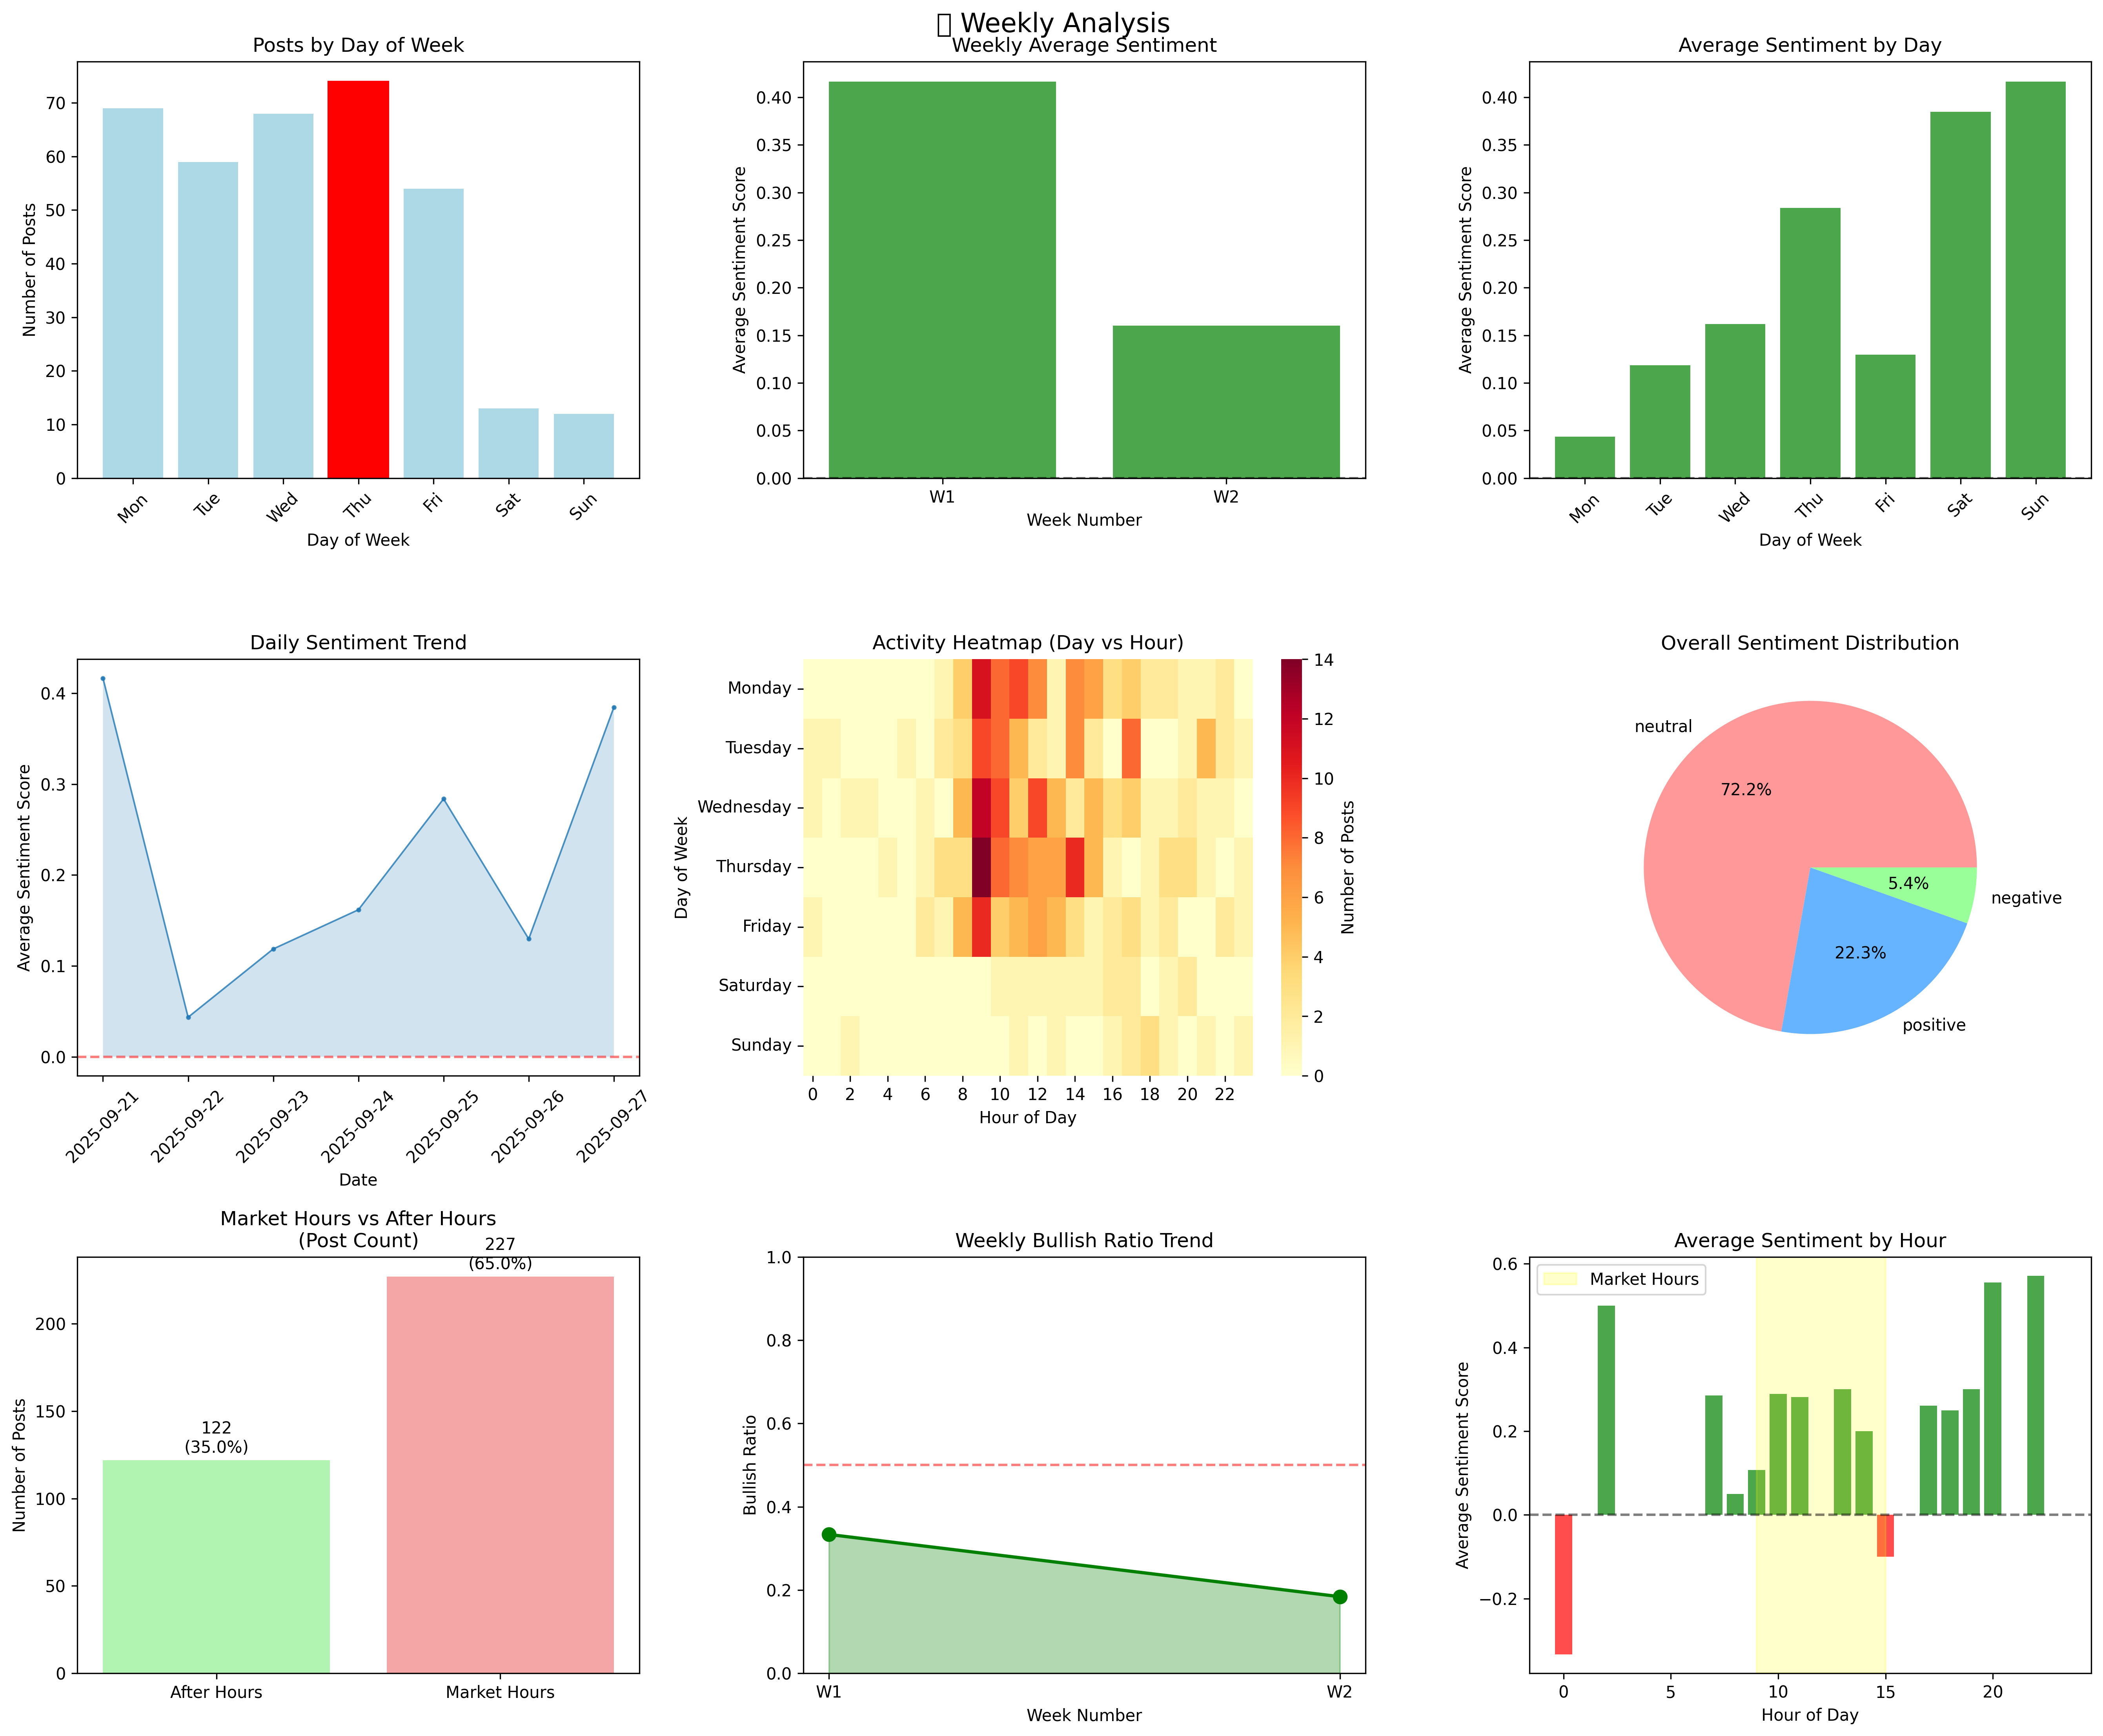 ▯ Weekly Analysis
Posts by Day of Week
Number of Posts
70
60
50
40
30
20
10
0
Mon Tue Wed Thu Fri Sat Sun
Day of Week
Weekly Average Sentiment
Average Sentiment Score
0.40
0.35
0.30
0.25
0.20
0.15
0.10
0.05
0.00
W1 W2
Week Number
Average Sentiment by Day
Average Sentiment Score
0.40
0.35
0.30
0.25
0.20
0.15
0.10
0.05
0.00
Mon Tue Wed Thu Fri Sat Sun
Day of Week
Daily Sentiment Trend
Average Sentiment Score
0.4
0.3
0.2
0.1
0.0
2025-09-21 2025-09-22 2025-09-23 2025-09-24 2025-09-25 2025-09-26 2025-09-27
Date
Activity Heatmap (Day vs Hour)
Day of Week
Monday
Tuesday
Wednesday
Thursday
Friday
Saturday
Sunday
0 2 4 6 8 10 12 14 16 18 20 22
Hour of Day
14
12
10
8
6
4
2
0
Number of Posts
Overall Sentiment Distribution
neutral
72.2%
5.4%
negative
22.3%
positive
Market Hours vs After Hours
(Post Count)
227
(65.0%)
122
(35.0%)
Number of Posts
200
150
100
50
0
After Hours Market Hours
Weekly Bullish Ratio Trend
Bullish Ratio
1.0
0.8
0.6
0.4
0.2
0.0
W1 W2
Week Number
Average Sentiment by Hour
Market Hours
Average Sentiment Score
0.6
0.4
0.2
0.0
−0.2
0 5 10 15 20
Hour of Day